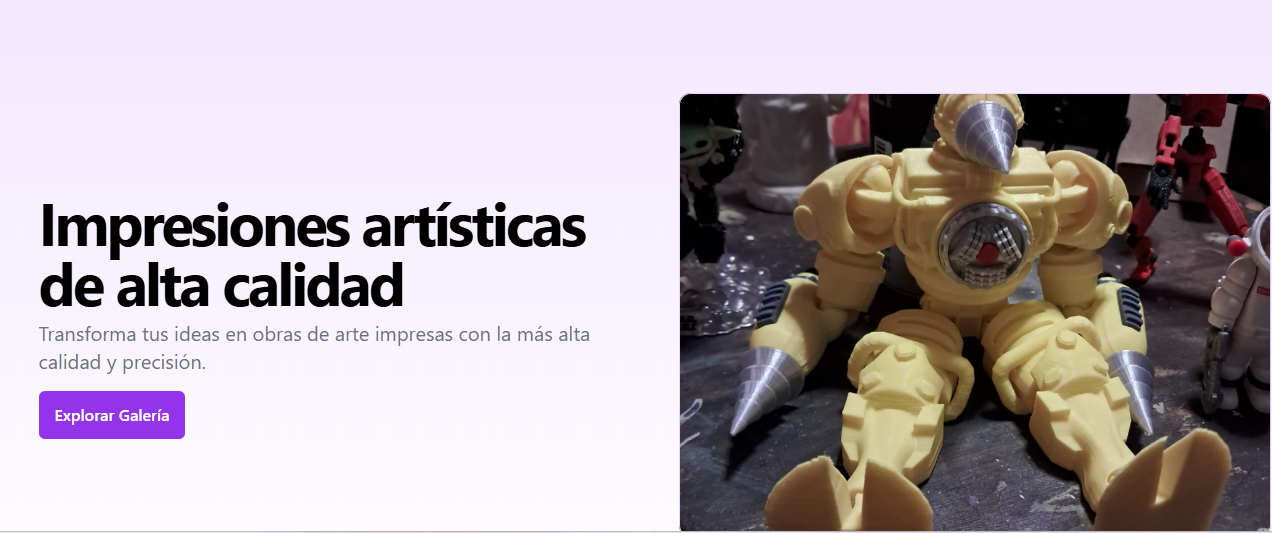 Impresiones artísticas
de alta calidad
Transforma tus ideas en obras de arte impresas con la más alta
calidad y precisión.
Explorar Galería